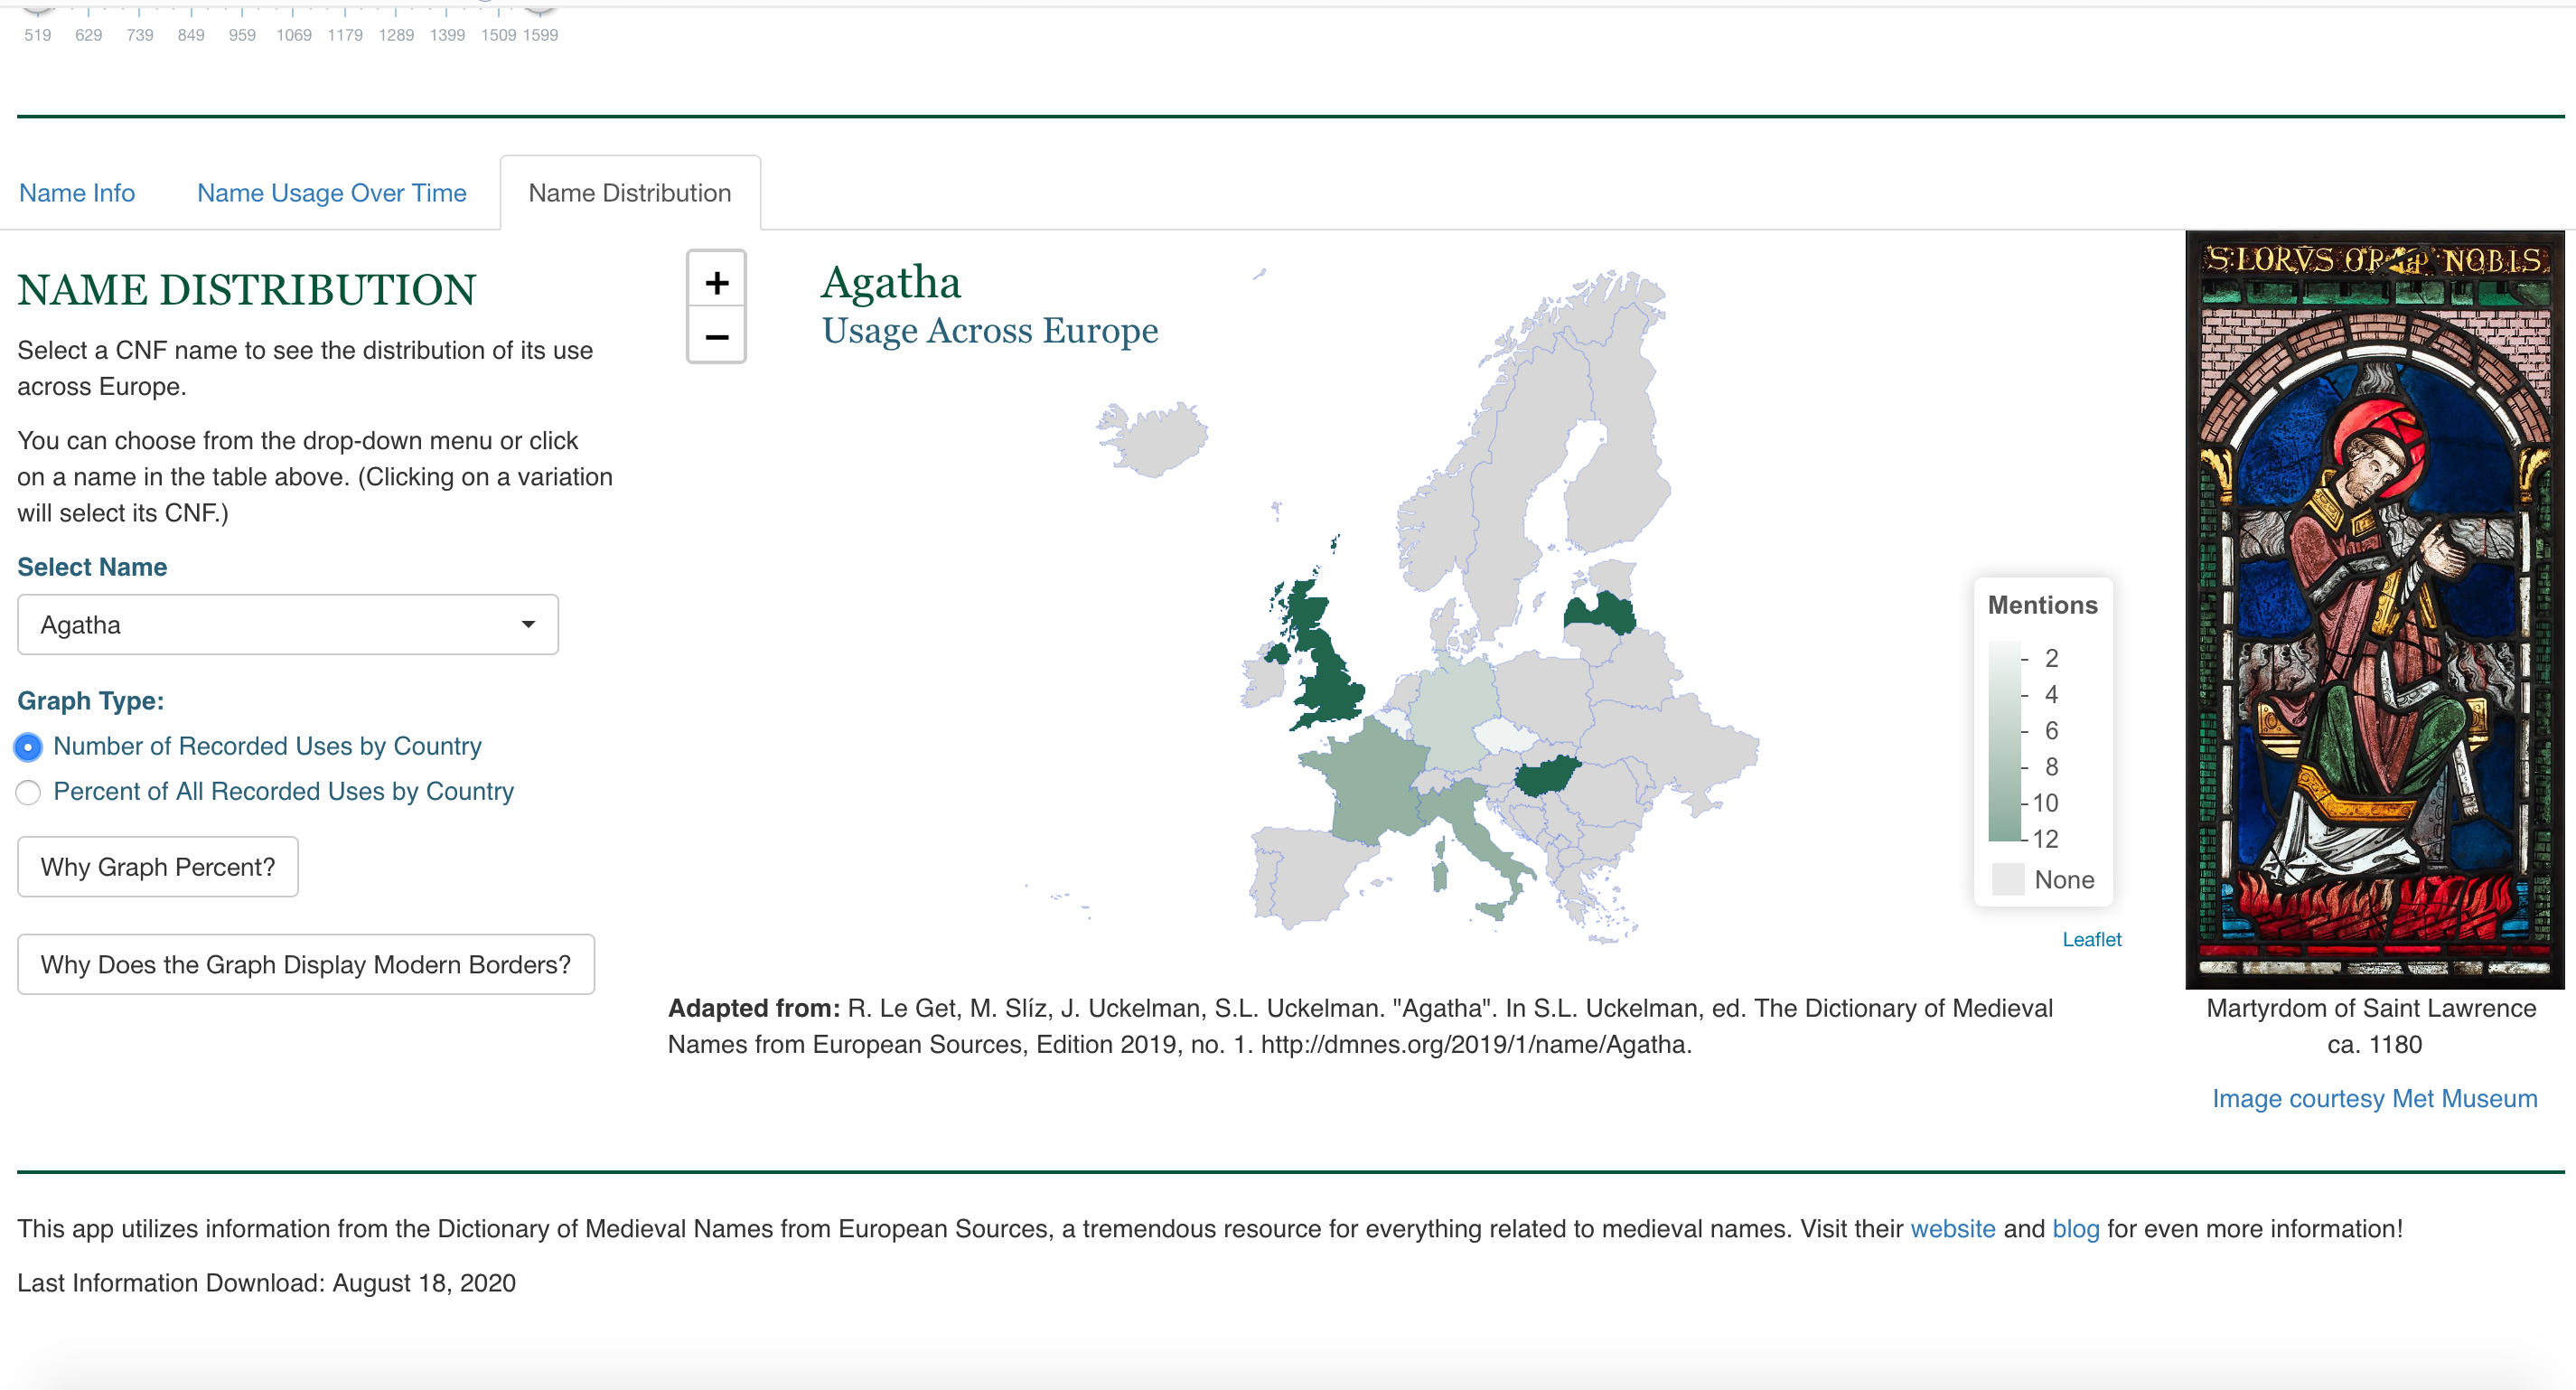 519 629 739 849 959 1069 1179 1289 1399 1509 1599
Name Info
Name Usage Over Time
Name Distribution
NAME DISTRIBUTION
Select a CNF name to see the distribution of its use
across Europe.
You can choose from the drop-down menu or click
on a name in the table above. (Clicking on a variation
will select its CNF.)
Select Name
Agatha
Graph Type:
Number of Recorded Uses by Country
Percent of All Recorded Uses by Country
Why Graph Percent?
Why Does the Graph Display Modern Borders?
+
−
Agatha
Usage Across Europe
Mentions
2
4
6
8
10
12
None
Leaflet
Adapted from: R. Le Get, M. Slíz, J. Uckelman, S.L. Uckelman. "Agatha". In S.L. Uckelman, ed. The Dictionary of Medieval
Names from European Sources, Edition 2019, no. 1. http://dmnes.org/2019/1/name/Agatha.
NOBIS
Martyrdom of Saint Lawrence
ca. 1180
Image courtesy Met Museum
This app utilizes information from the Dictionary of Medieval Names from European Sources, a tremendous resource for everything related to medieval names. Visit their website and blog for even more information!
Last Information Download: August 18, 2020